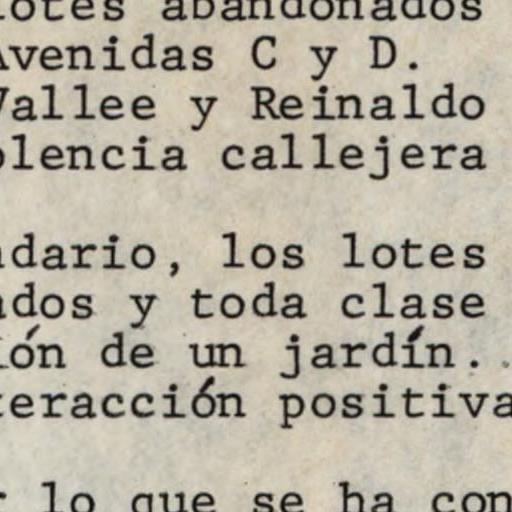 lotes abandonados
Avenidas C y D.
Vallee y Reinaldo
olencia callejera
dario, los lotes
ados y toda clase
ión de un jardín.
teracción positiva
lo que se ha con